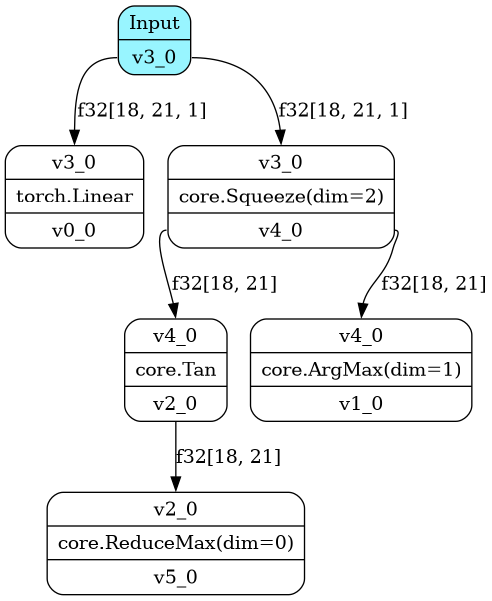 Input
v3_0
f32[18, 21, 1]
f32[18, 21, 1]
v3_0
torch.Linear
v0_0
v3_0
core.Squeeze(dim=2)
v4_0
f32[18, 21]
f32[18, 21]
v4_0
core.Tan
v2_0
v4_0
core.ArgMax(dim=1)
v1_0
f32[18, 21]
v2_0
core.ReduceMax(dim=0)
v5_0